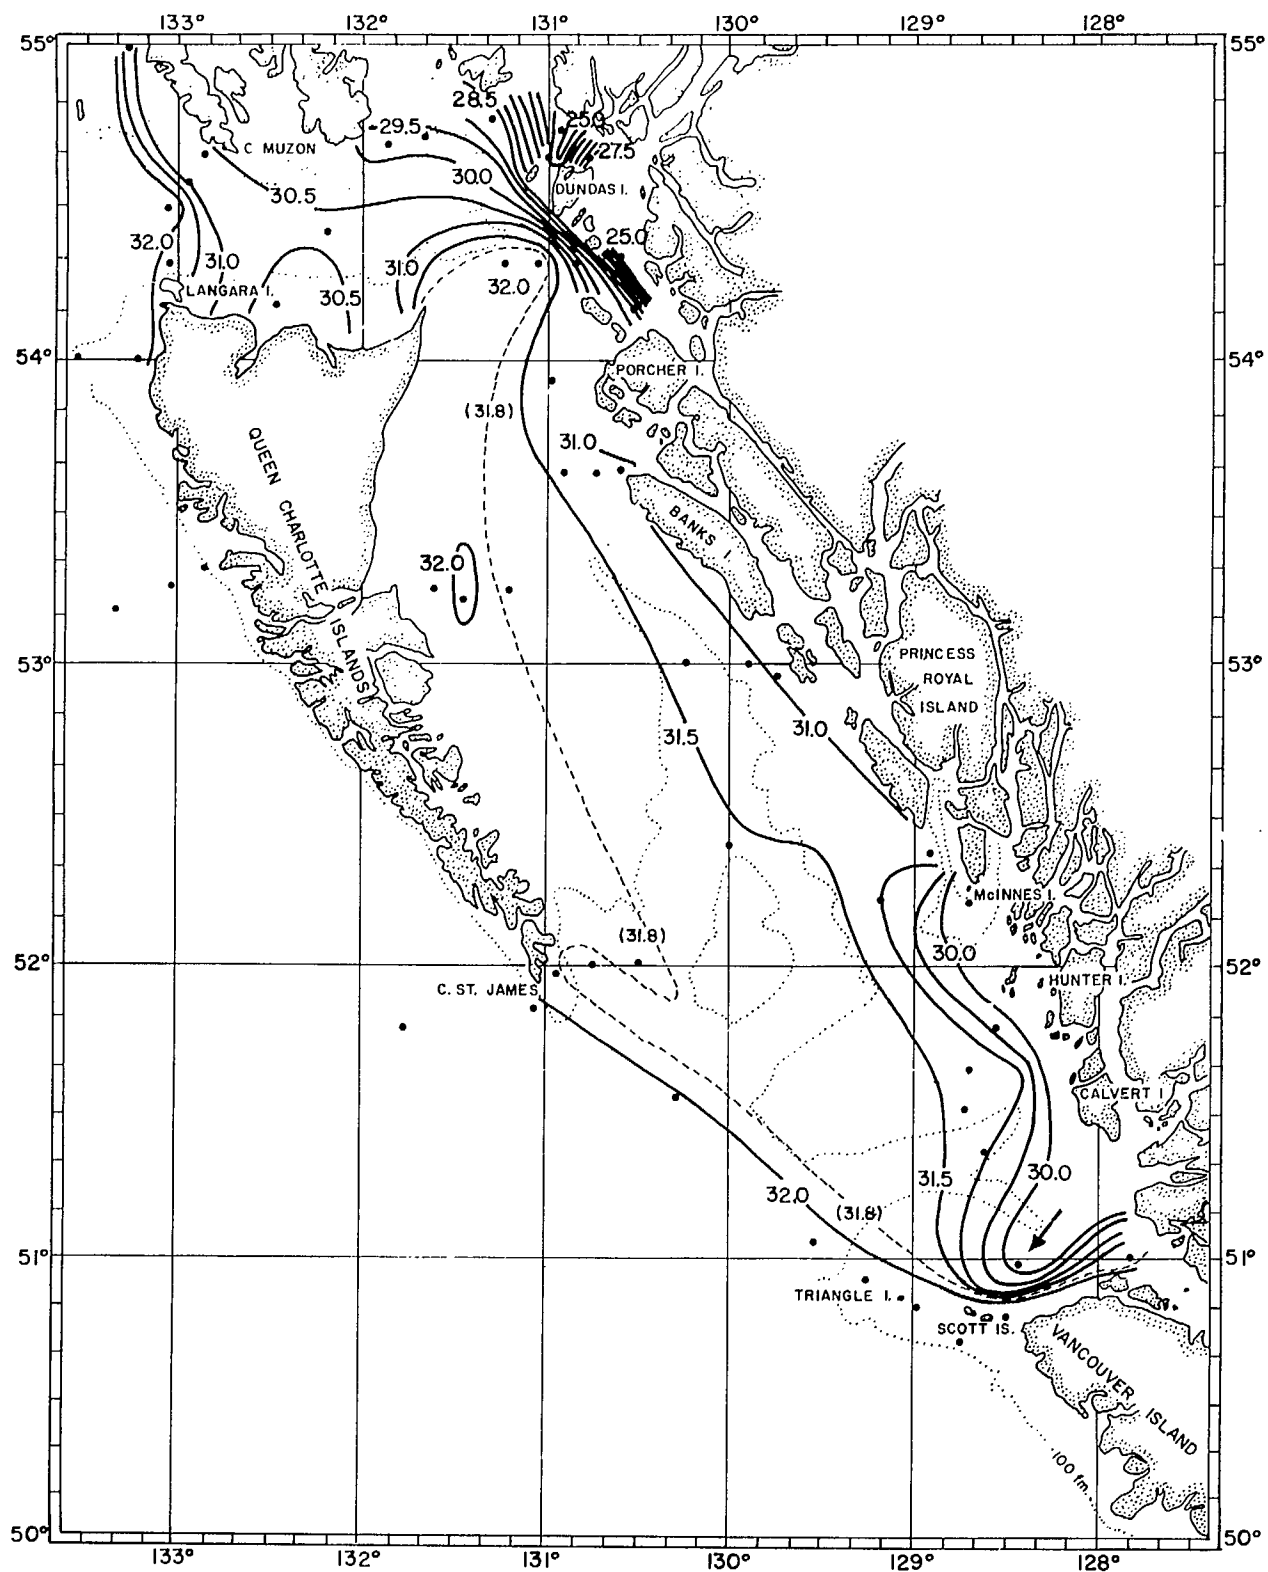 133° 132° 131° 130° 129° 128°
55° 55°
28.5
25.0
29.5
C MUZON
27.5
30.0
DUNDAS I.
30.5
25.0
32.0
31.0
31.0
LANGARA I.
30.5
32.0
54° 54°
PORCHER I.
(31.8)
31.0
QUEEN CHARLOTTE ISLANDS
BANKS I
32.0
53° 53°
PRINCESS
ROYAL
ISLAND
31.5
31.0
McINNES I.
(31.8)
30.0
52° 52°
HUNTER I.
C. ST. JAMES
CALVERT I
31.5
30.0
32.0
(31.8)
51° 51°
TRIANGLE I.
SCOTT IS.
VANCOUVER ISLAND
100 fm.
50° 50°
133° 132° 131° 130° 129° 128°